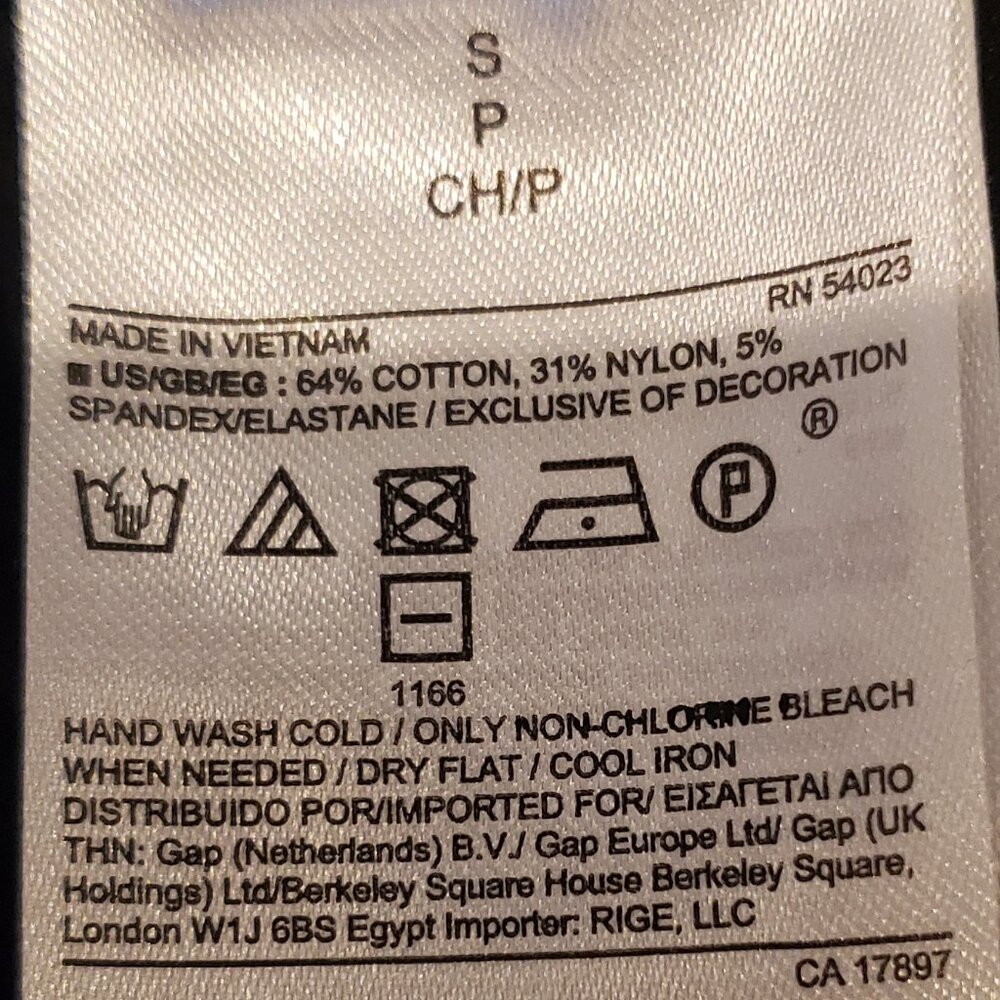 S
P
CH/P
RN 54023
MADE IN VIETNAM
US/GB/EG : 64% COTTON, 31% NYLON, 5%
SPANDEX/ELASTANE / EXCLUSIVE OF DECORATION
®
P
1166
HAND WASH COLD / ONLY NON-CHLORINE BLEACH
WHEN NEEDED / DRY FLAT / COOL IRON
DISTRIBUIDO POR/IMPORTED FOR/ ΕΙΣΑΓΕΤΑΙ ΑΠΟ
ΤΗΝ: Gap (Netherlands) B.V./ Gap Europe Ltd/ Gap (UK
Holdings) Ltd/Berkeley Square House Berkeley Square,
London W1J 6BS Egypt Importer: RIGE, LLC
CA 17897